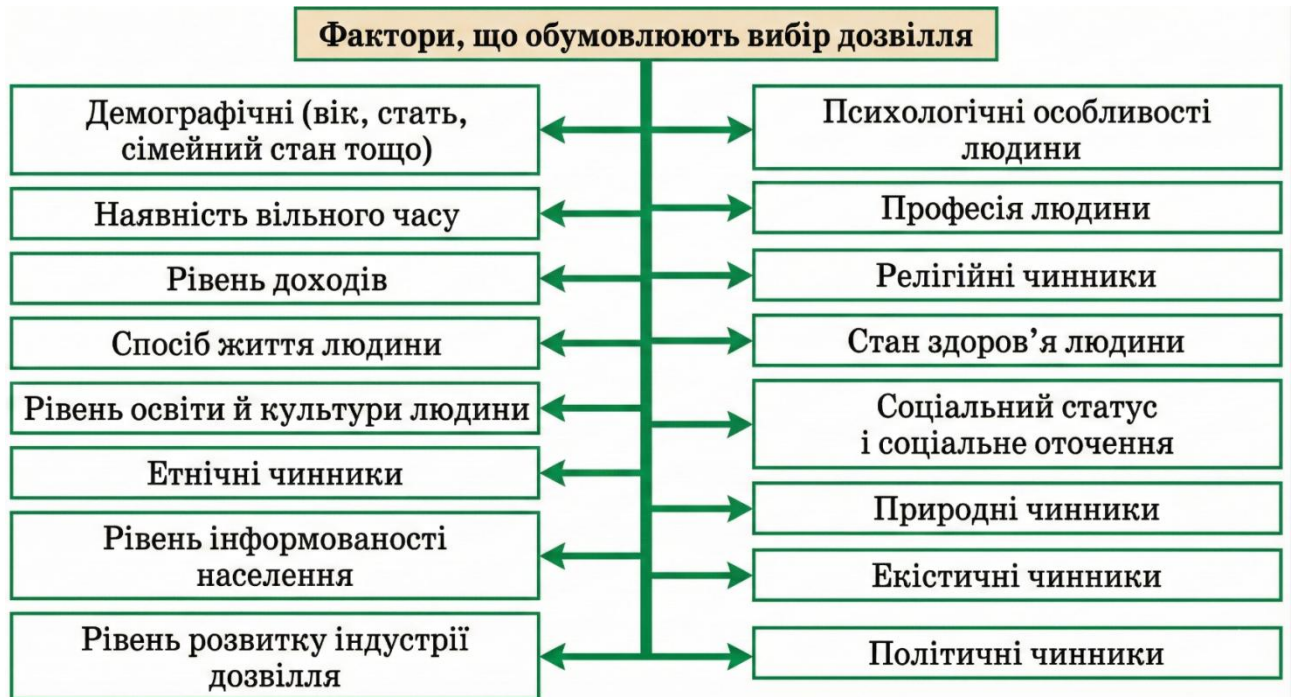 Фактори, що обумовлюють вибір дозвілля
Демографічні (вік, стать,
сімейний стан тощо)
Наявність вільного часу
Рівень доходів
Спосіб життя людини
Рівень освіти й культури людини
Етнічні чинники
Рівень інформованості
населення
Рівень розвитку індустрії
дозвілля
Психологічні особливості
людини
Професія людини
Релігійні чинники
Стан здоров’я людини
Соціальний статус
і соціальне оточення
Природні чинники
Екістичні чинники
Політичні чинники